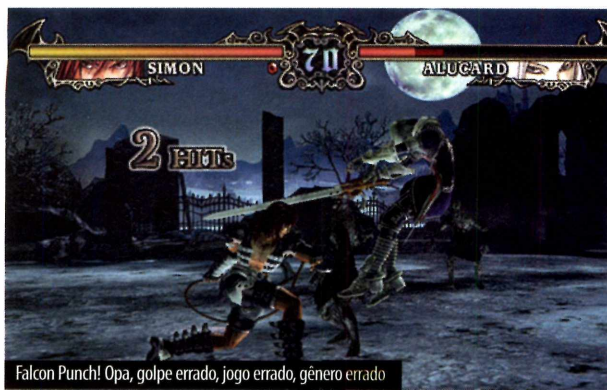 70
SIMON
ALUCARD
2 HITs
Falcon Punch! Opa, golpe errado, jogo errado, gênero errado